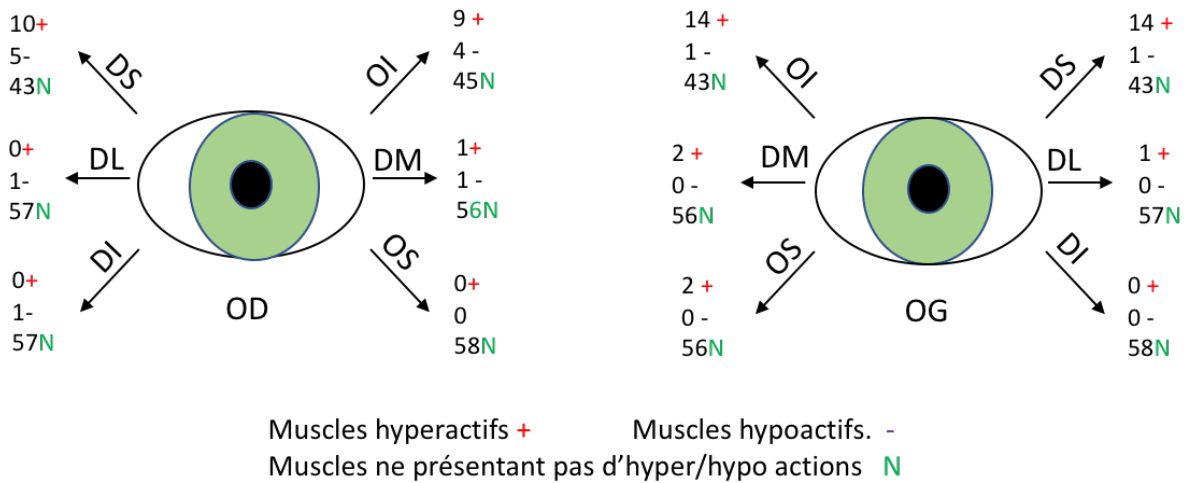 10+
5-
43N
DS
OI
9 +
4 -
45N
0+
1-
57N
DL
DM
1+
1 -
56N
0+
1-
57N
DI
OS
0+
0
58N
OD
14 +
1 -
43N
OI
DS
14 +
1 -
43N
2 +
0 -
56N
DM
DL
1 +
0 -
57N
2 +
0 -
56N
OS
DI
0 +
0 -
58N
OG
Muscles hyperactifs + Muscles hypoactifs. -
Muscles ne présentant pas d'hyper/hypo actions N